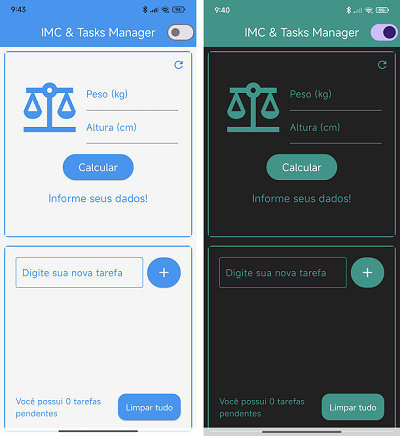 9:43
IMC & Tasks Manager
Peso (kg)
Altura (cm)
Calcular
Informe seus dados!
Digite sua nova tarefa
+
Você possui 0 tarefas
pendentes
Limpar tudo
9:40
IMC & Tasks Manager
Peso (kg)
Altura (cm)
Calcular
Informe seus dados!
Digite sua nova tarefa
+
Você possui 0 tarefas
pendentes
Limpar tudo